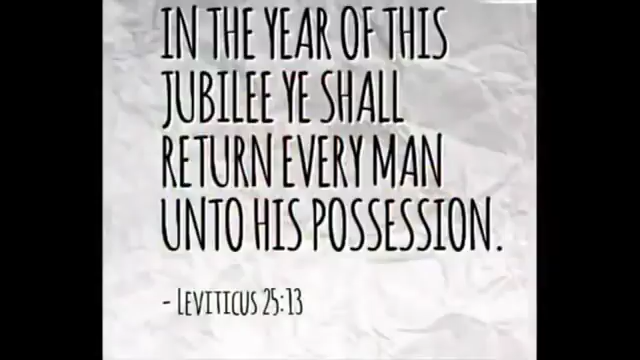 IN THE YEAR OF THIS
JUBILEE YE SHALL
RETURN EVERY MAN
UNTO HIS POSSESSION.
- LEVITICUS 25:13